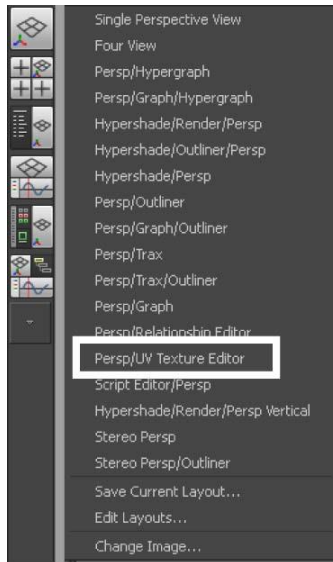 Single Perspective View
Four View
Persp/Hypergraph
Persp/Graph/Hypergraph
Hypershade/Render/Persp
Hypershade/Outliner/Persp
Hypershade/Persp
Persp/Outliner
Persp/Graph/Outliner
Persp/Trax
Persp/Trax/Outliner
Persp/Graph
Persp/Relationship Editor
Persp/UV Texture Editor
Script Editor/Persp
Hypershade/Render/Persp Vertical
Stereo Persp
Stereo Persp/Outliner
Save Current Layout...
Edit Layouts...
Change Image...